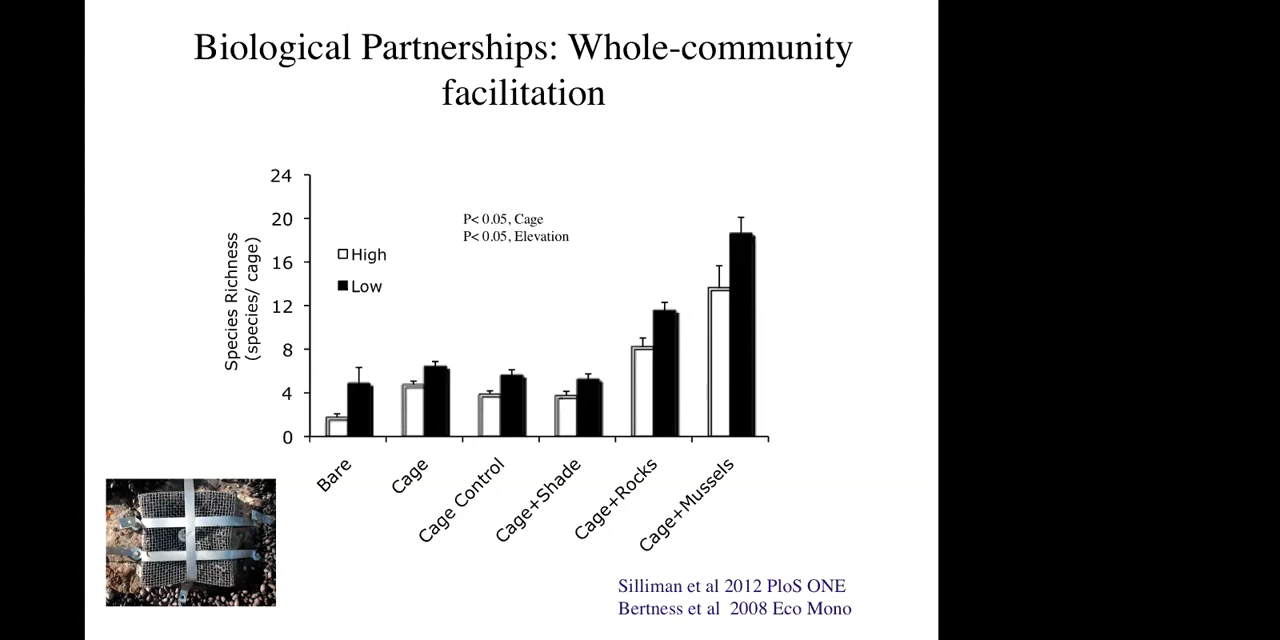 Biological Partnerships: Whole-community
facilitation
24
20
16
12
8
4
0
Species Richness
(species/ cage)
P< 0.05, Cage
P< 0.05, Elevation
High
Low
Bare
Cage
Cage Control
Cage+Shade
Cage+Rocks
Cage+Mussels
Silliman et al 2012 PloS ONE
Bertness et al  2008 Eco Mono